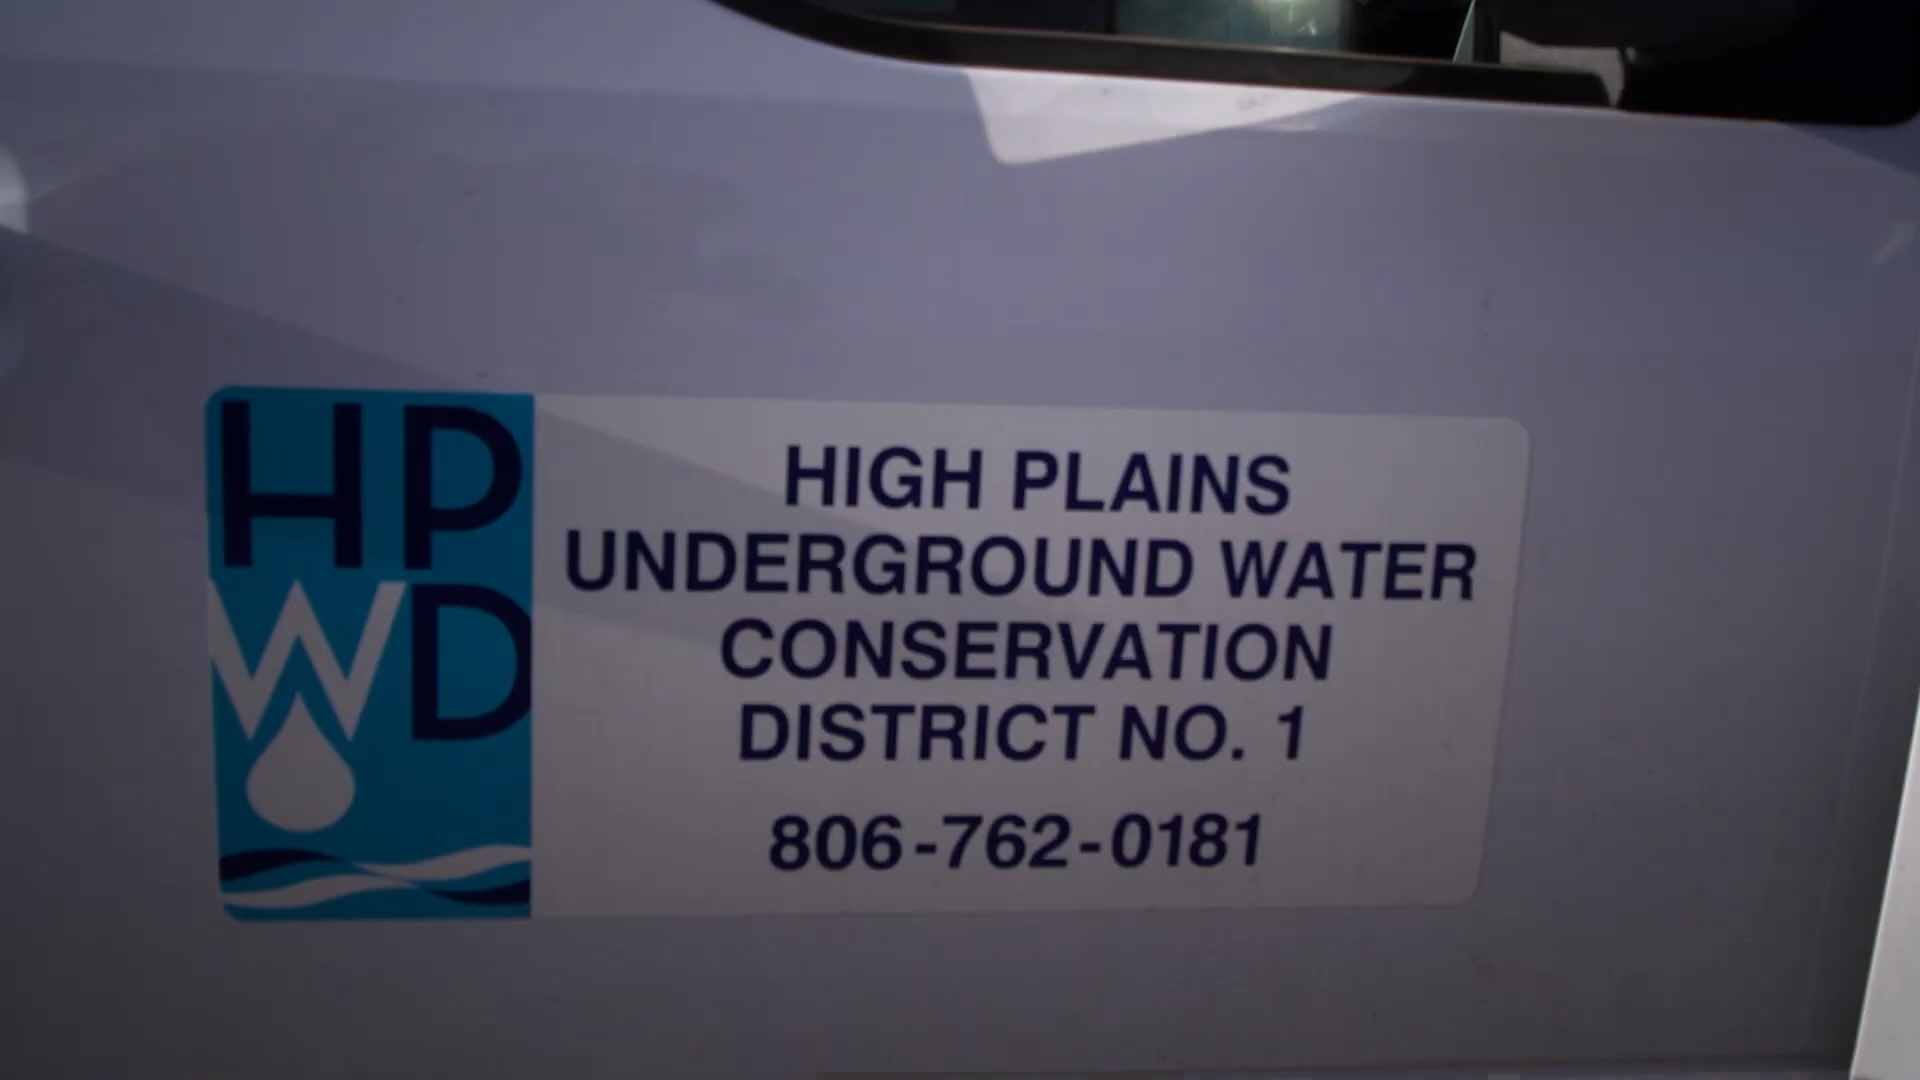 HP
WD
HIGH PLAINS
UNDERGROUND WATER
CONSERVATION
DISTRICT NO. 1
806-762-0181